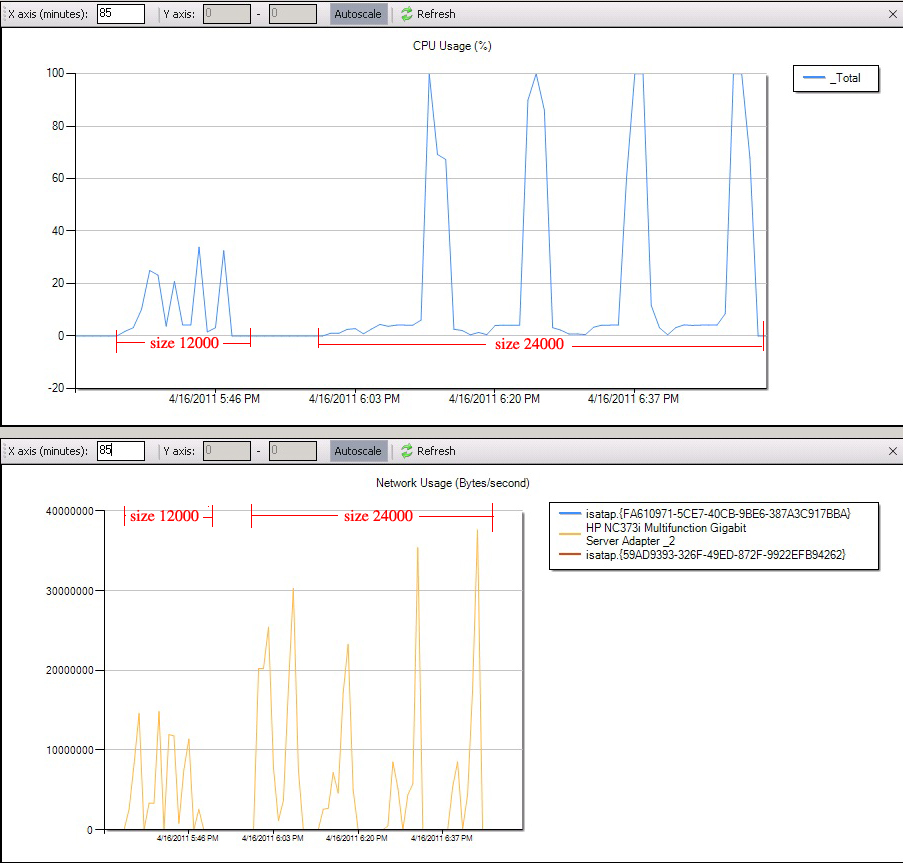 X axis (minutes): 85 Y axis: 0 - 0 Autoscale Refresh
CPU Usage (%)
100
80
60
40
20
0
-20
_Total
size 12000
size 24000
4/16/2011 5:46 PM 4/16/2011 6:03 PM 4/16/2011 6:20 PM 4/16/2011 6:37 PM
X axis (minutes): 85 Y axis: 0 - 0 Autoscale Refresh
Network Usage (Bytes/second)
40000000
30000000
20000000
10000000
0
size 12000
size 24000
isatap.{FA610971-5CE7-40CB-9BE6-387A3C917BBA}
HP NC373i Multifunction Gigabit
Server Adapter _2
isatap.{59AD9393-326F-49ED-872F-9922EFB94262}
4/16/2011 5:46 PM 4/16/2011 6:03 PM 4/16/2011 6:20 PM 4/16/2011 6:37 PM